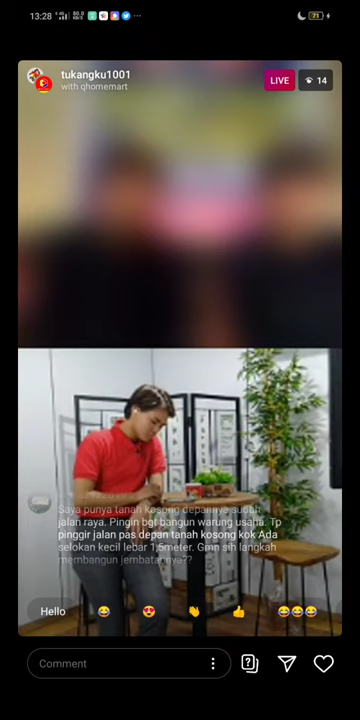 13:28
71
tukangku1001
with qhomemart
LIVE
14
Saya punya tanah kosong depannya sudah
jalan raya. Pingin bgt bangun warung usaha. Tp
pinggir jalan pas depan tanah kosong kok Ada
selokan kecil lebar 1,5meter. Gmn sih langkah
membangun jembatannya??
Hello
Comment